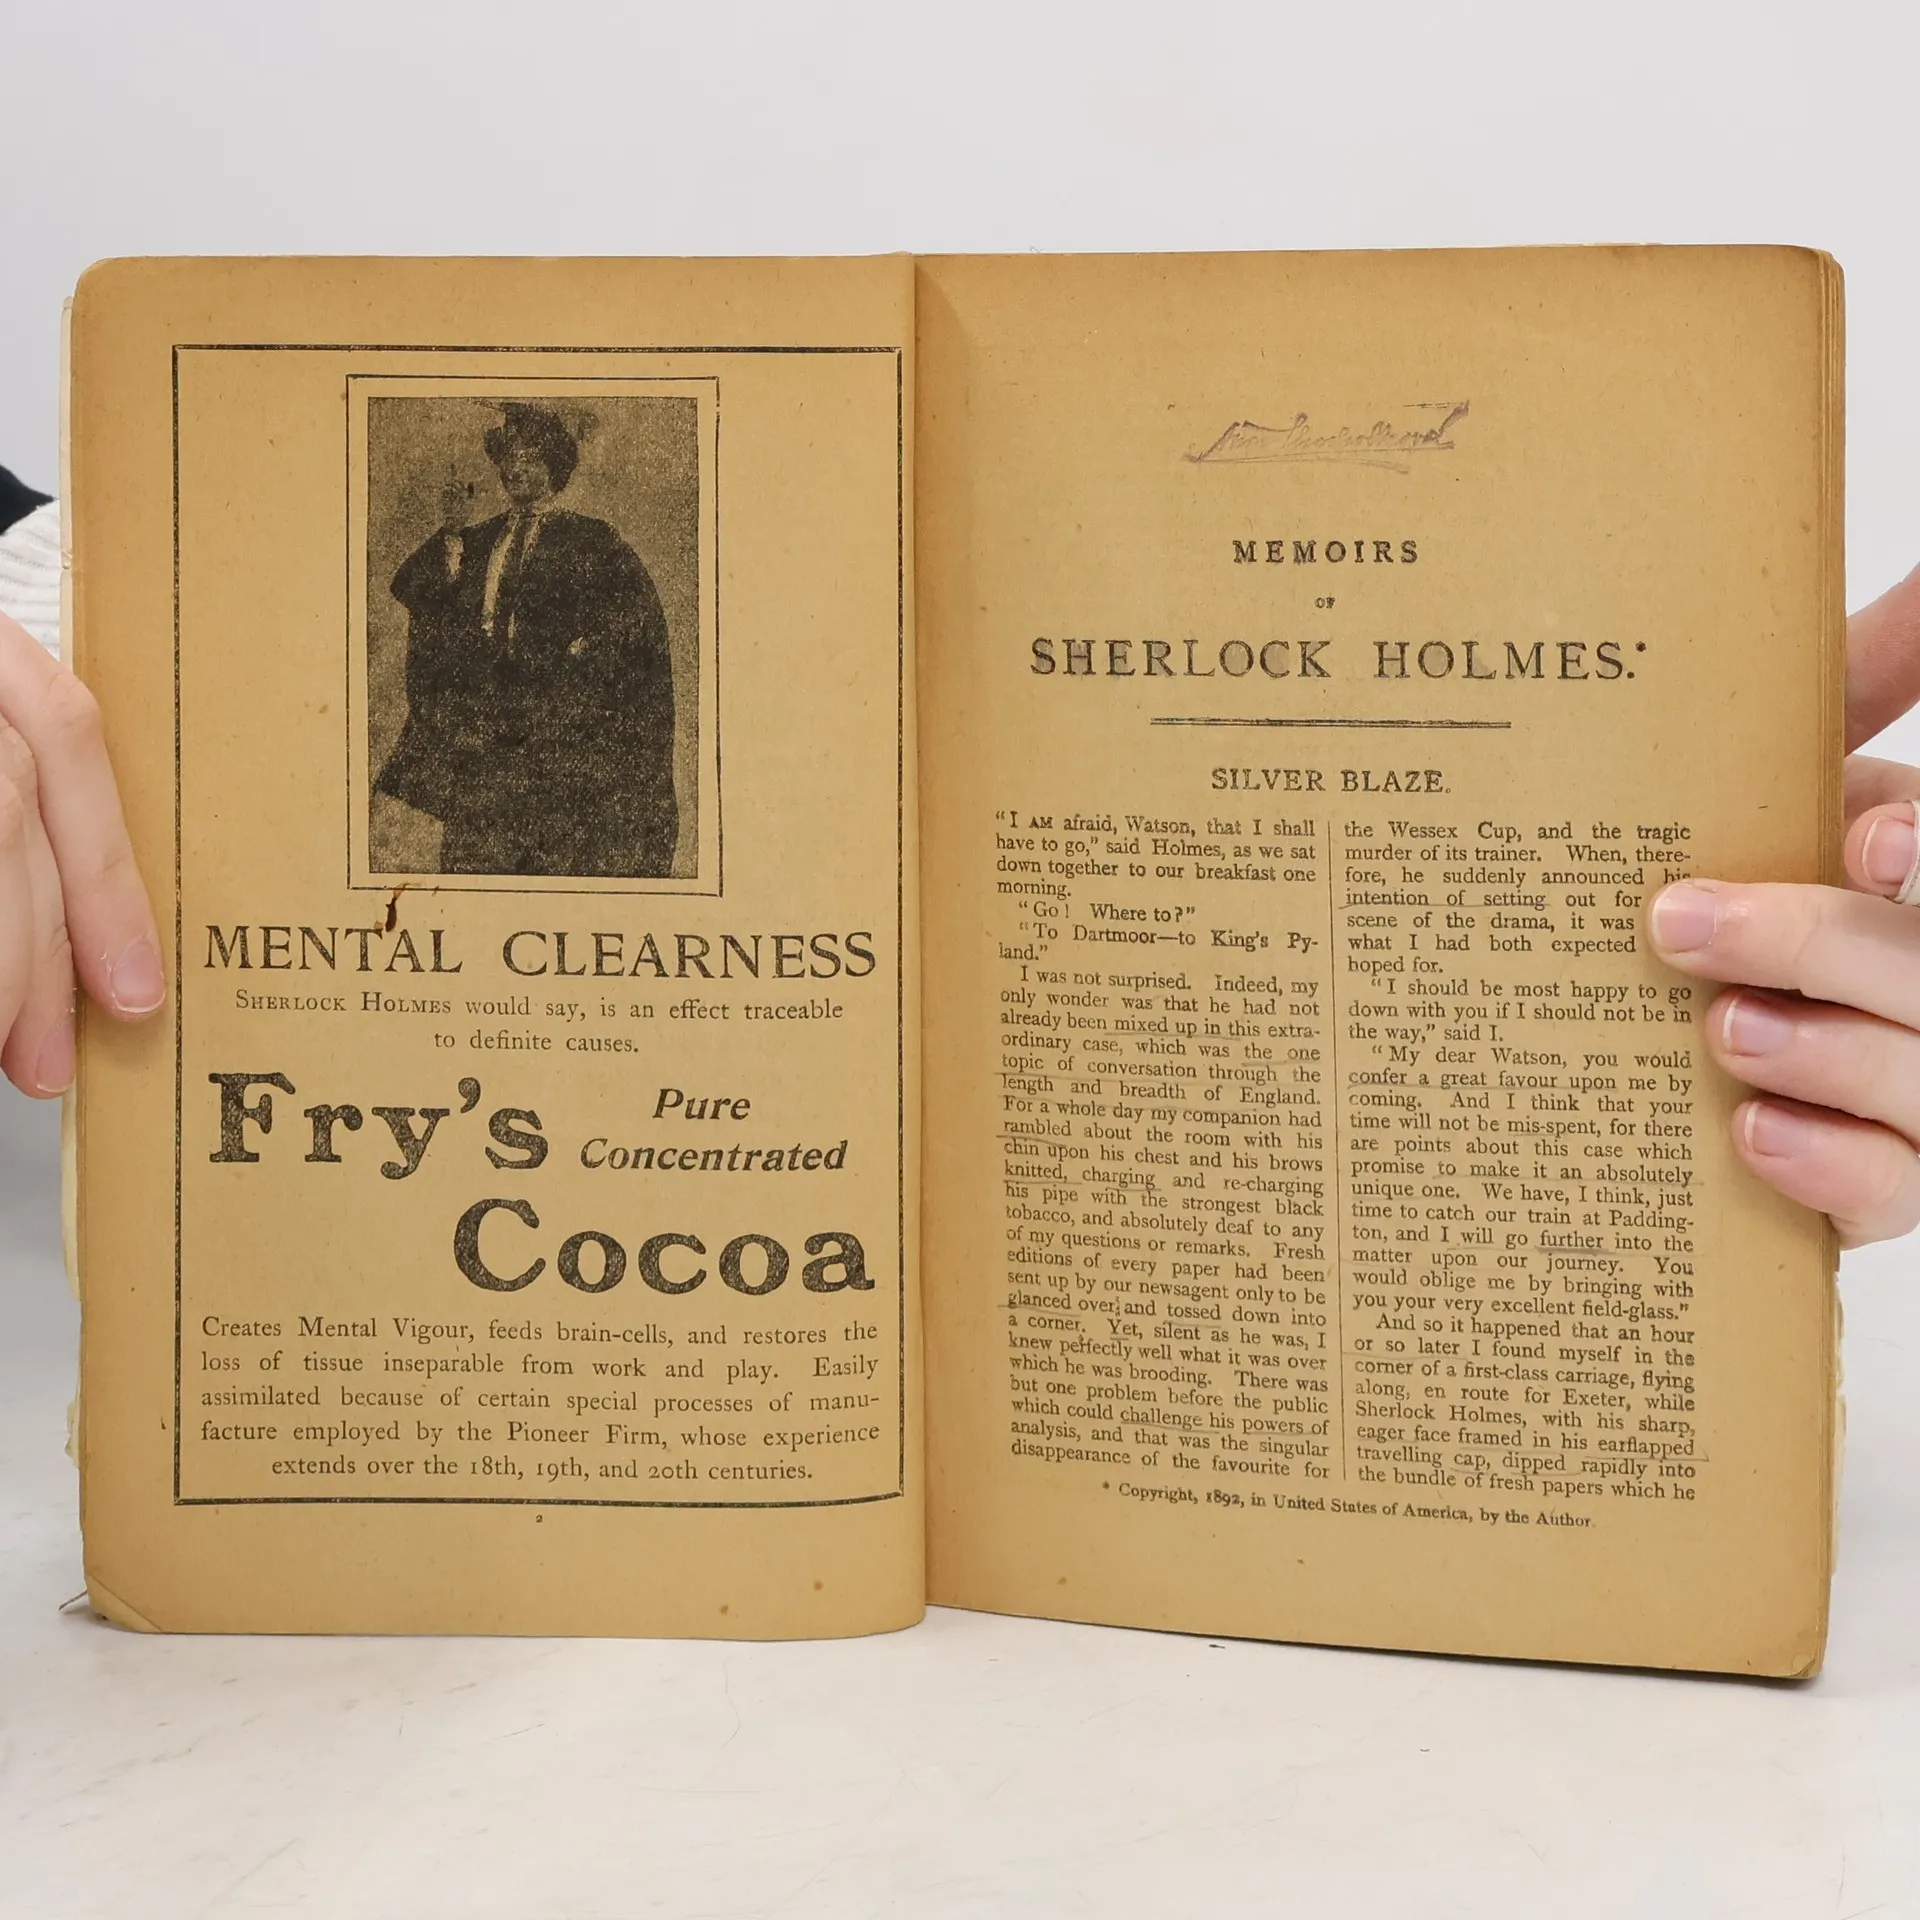 MENTAL CLEARNESS
SHERLOCK HOLMES would say, is an effect traceable
to definite causes.
Fry's Pure
Concentrated
Cocoa
Creates Mental Vigour, feeds brain-cells, and restores the
loss of tissue inseparable from work and play. Easily
assimilated because of certain special processes of manu-
facture employed by the Pioneer Firm, whose experience
extends over the 18th, 19th, and 20th centuries.
2
MEMOIRS
OF
SHERLOCK HOLMES.*
SILVER BLAZE.
"I AM afraid, Watson, that I shall
have to go," said Holmes, as we sat
down together to our breakfast one
morning.
"Go! Where to?"
"To Dartmoor—to King's Py-
land."
I was not surprised. Indeed, my
only wonder was that he had not
already been mixed up in this extra-
ordinary case, which was the one
topic of conversation through the
length and breadth of England.
For a whole day my companion had
rambled about the room with his
chin upon his chest and his brows
knitted, charging and re-charging
his pipe with the strongest black
tobacco, and absolutely deaf to any
of my questions or remarks. Fresh
editions of every paper had been
sent up by our newsagent only to be
glanced over; and tossed down into
a corner. Yet, silent as he was, I
knew perfectly well what it was over
which he was brooding. There was
but one problem before the public
which could challenge his powers of
analysis, and that was the singular
disappearance of the favourite for
the Wessex Cup, and the tragic
murder of its trainer. When, there-
fore, he suddenly announced his
intention of setting out for
scene of the drama, it was
what I had both expected
hoped for.
"I should be most happy to go
down with you if I should not be in
the way," said I.
"My dear Watson, you would
confer a great favour upon me by
coming. And I think that your
time will not be mis-spent, for there
are points about this case which
promise to make it an absolutely
unique one. We have, I think, just
time to catch our train at Padding-
ton, and I will go further into the
matter upon our journey. You
would oblige me by bringing with
you your very excellent field-glass."
And so it happened that an hour
or so later I found myself in the
corner of a first-class carriage, flying
along, en route for Exeter, while
Sherlock Holmes, with his sharp,
eager face framed in his earflapped
travelling cap, dipped rapidly into
the bundle of fresh papers which he
* Copyright, 1892, in United States of America, by the Author.